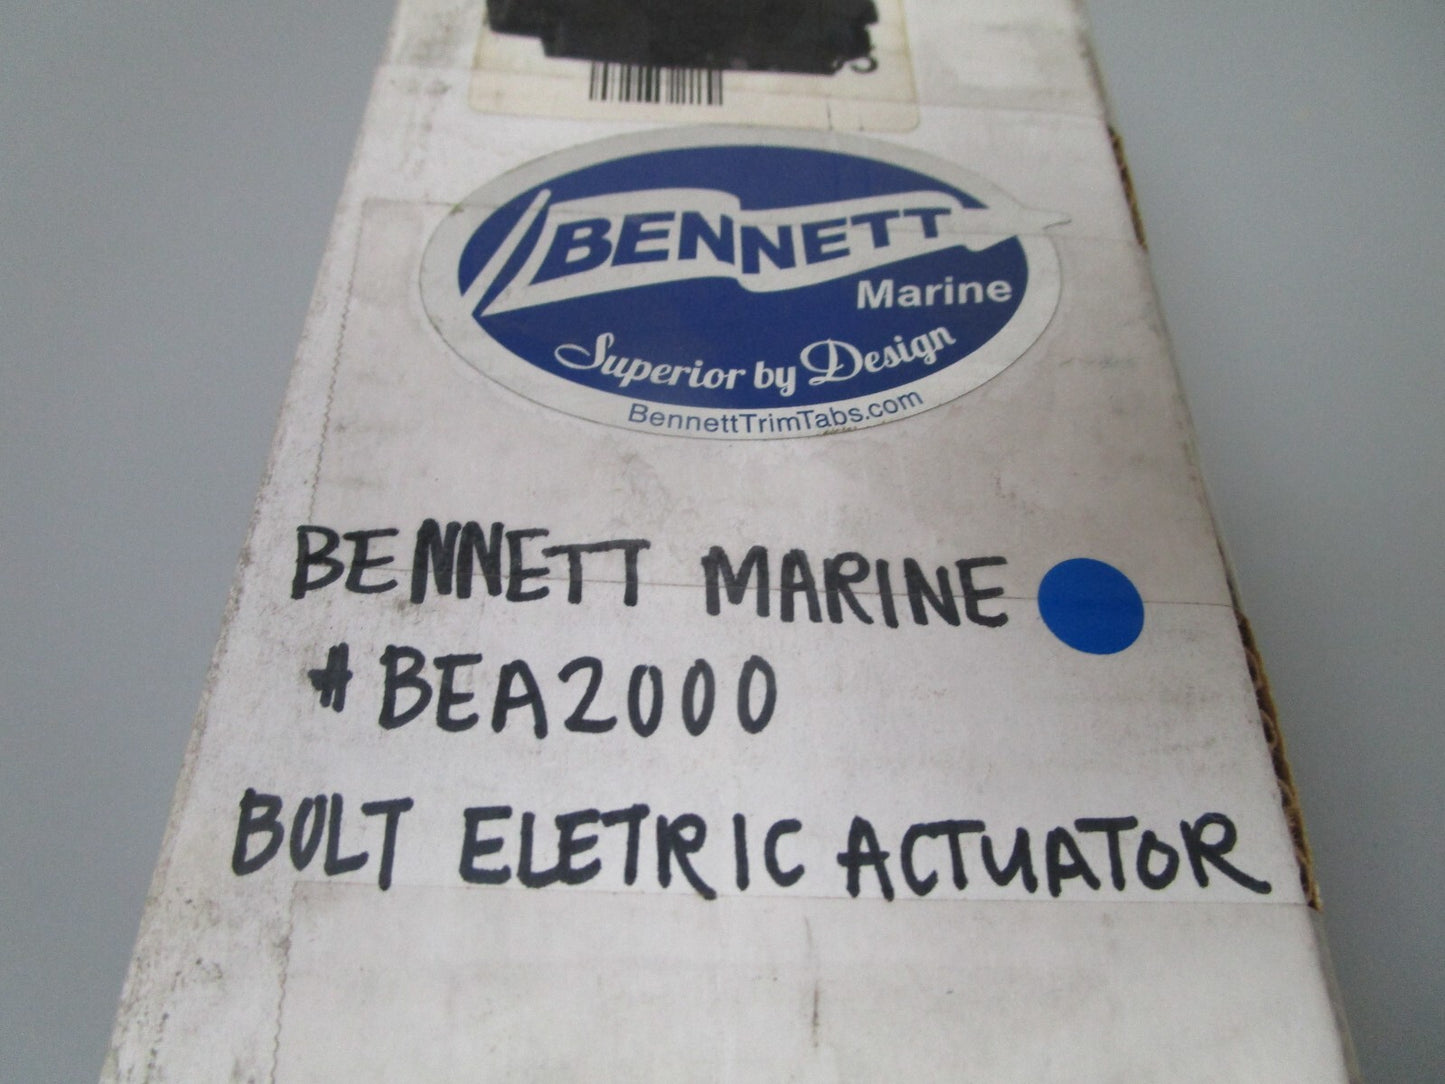 BENNETT
Marine
Superior by Design
BennettTrimTabs.com
BENNETT MARINE
#BEA2000
BOLT ELETRIC ACTUATOR